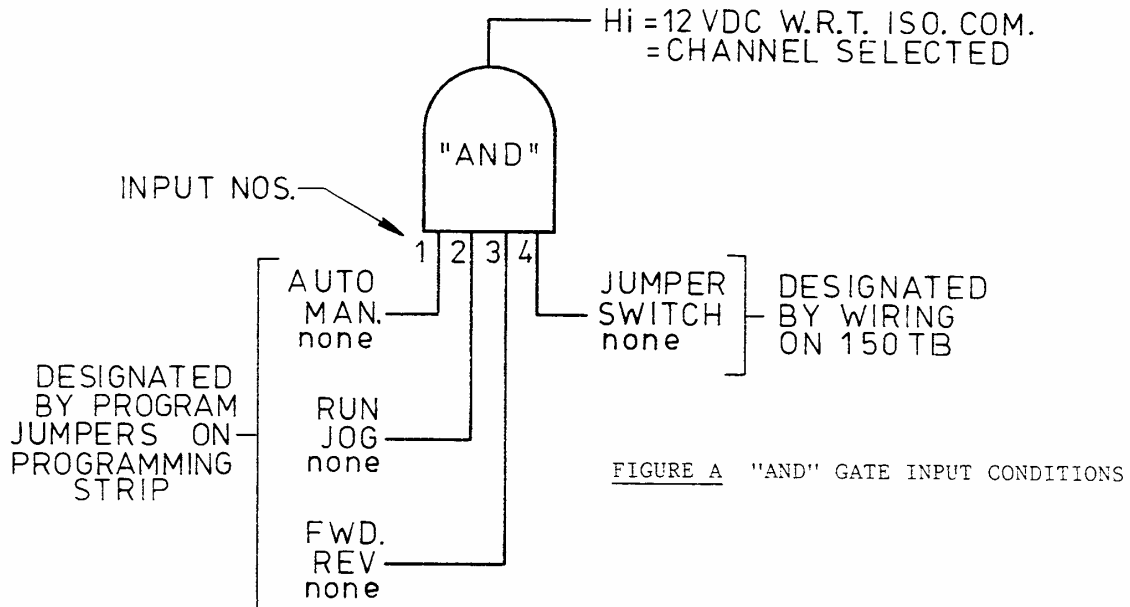 Hi = 12 VDC W.R.T. ISO. COM.
= CHANNEL SELECTED
"AND"
INPUT NOS.
1 2 3 4
AUTO
MAN.
none
RUN
JOG
none
FWD.
REV
none
DESIGNATED
BY PROGRAM
JUMPERS ON
PROGRAMMING
STRIP
JUMPER
SWITCH
none
DESIGNATED
BY WIRING
ON 150TB
FIGURE A "AND" GATE INPUT CONDITIONS